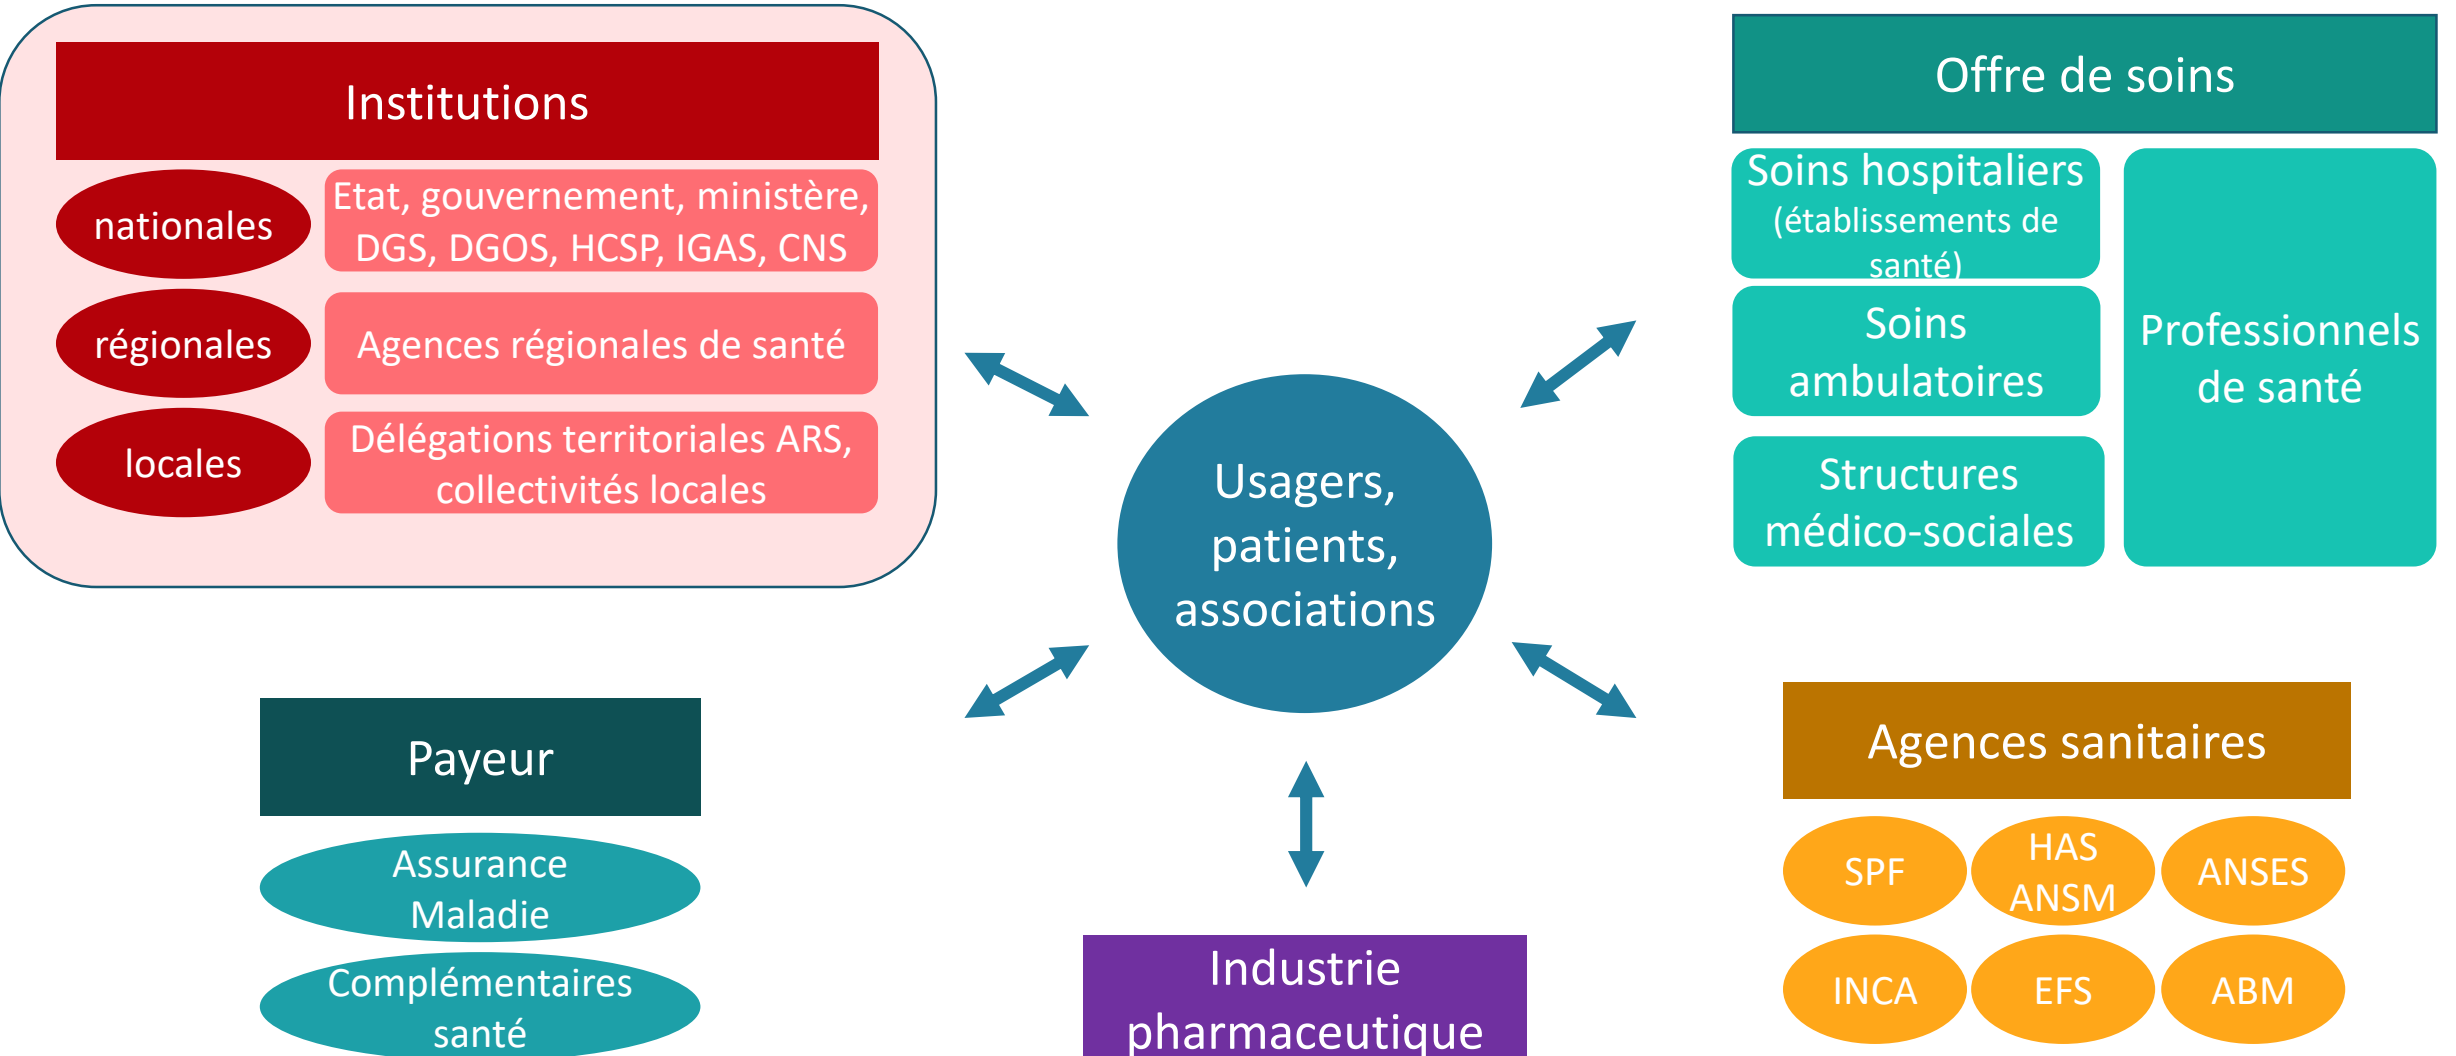 Institutions
nationales
Etat, gouvernement, ministère,
DGS, DGOS, HCSP, IGAS, CNS
régionales
Agences régionales de santé
locales
Délégations territoriales ARS,
collectivités locales
Offre de soins
Soins hospitaliers
(établissements de
santé)
Soins
ambulatoires
Structures
médico-sociales
Professionnels
de santé
Usagers,
patients,
associations
Payeur
Assurance
Maladie
Complémentaires
santé
Industrie
pharmaceutique
Agences sanitaires
SPF
HAS
ANSM
ANSES
INCA
EFS
ABM